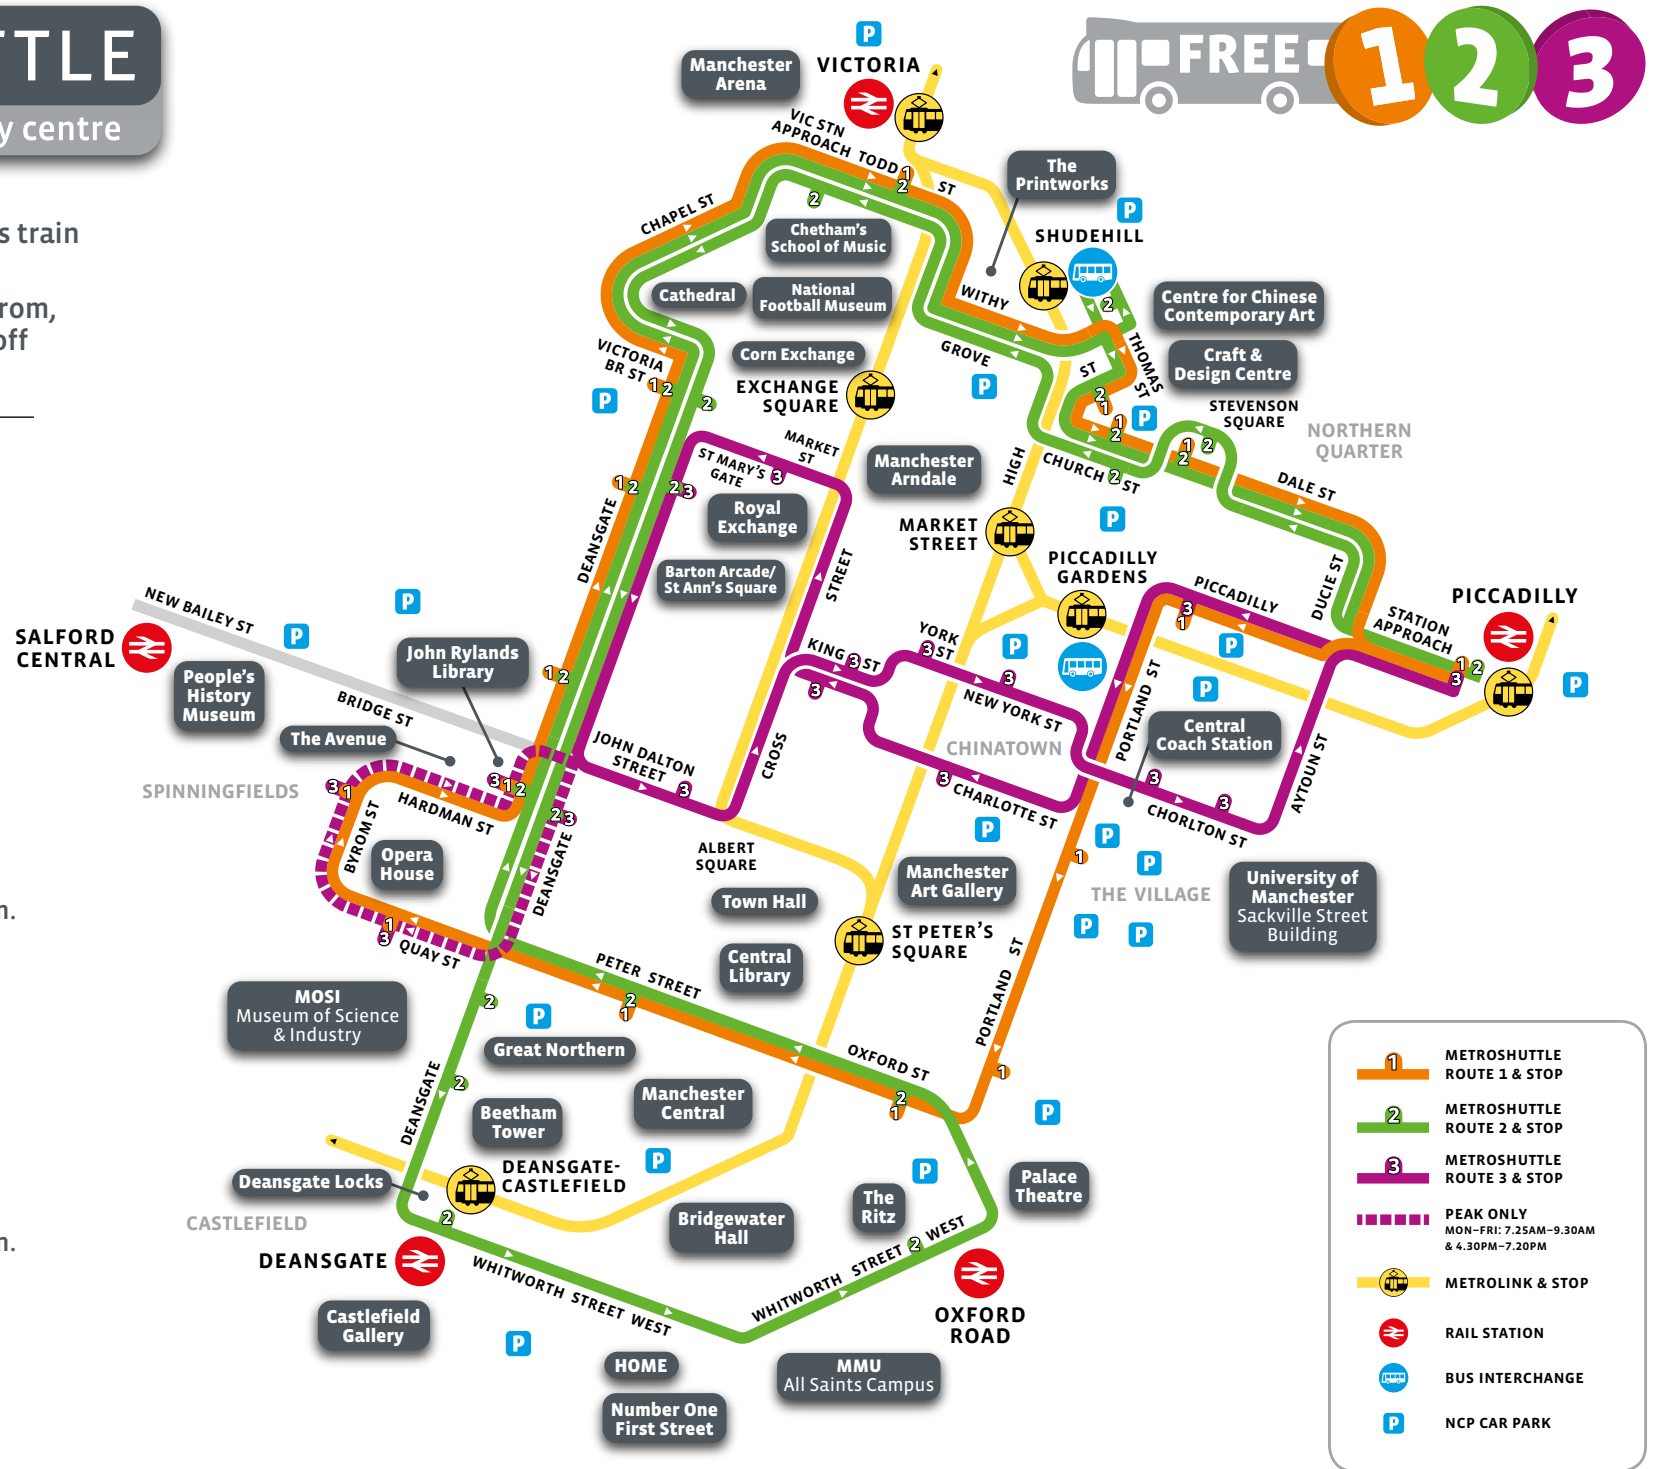 TTLE
y centre
s train
rom,
off
n.
n.
FREE
1
2
3
Manchester
Arena
VICTORIA
VIC STN
APPROACH
TODD
ST
The
Printworks
SHUDEHILL
CHAPEL ST
Chetham's
School of Music
Cathedral
National
Football Museum
Corn Exchange
WITHY
GROVE
ST
THOMAS
ST
Centre for Chinese
Contemporary Art
Craft &
Design Centre
STEVENSON
SQUARE
NORTHERN
QUARTER
VICTORIA
BR ST
EXCHANGE
SQUARE
MARKET
ST
ST MARY'S
GATE
Royal
Exchange
Barton Arcade/
St Ann's Square
Manchester
Arndale
HIGH
CHURCH
ST
DALE ST
MARKET
STREET
PICCADILLY
GARDENS
DEANSGATE
STREET
PICCADILLY
DUCIE ST
STATION
APPROACH
PICCADILLY
NEW BAILEY ST
SALFORD
CENTRAL
People's
History
Museum
John Rylands
Library
BRIDGE ST
The Avenue
SPINNINGFIELDS
KING ST
YORK
ST
NEW YORK ST
CHINATOWN
PORTLAND ST
Central
Coach Station
JOHN DALTON
STREET
CROSS
CHARLOTTE ST
CHORLTON ST
AYTOUN ST
HARDMAN ST
BYROM ST
Opera
House
DEANSGATE
QUAY ST
ALBERT
SQUARE
Town Hall
Central
Library
Manchester
Art Gallery
ST PETER'S
SQUARE
THE VILLAGE
University of
Manchester
Sackville Street
Building
MOSI
Museum of Science
& Industry
PETER STREET
Great Northern
OXFORD ST
PORTLAND ST
DEANSGATE
Beetham
Tower
Manchester
Central
DEANSGATE-
CASTLEFIELD
Deansgate Locks
CASTLEFIELD
DEANSGATE
Castlefield
Gallery
Bridgewater
Hall
The
Ritz
Palace
Theatre
WHITWORTH STREET WEST
WHITWORTH STREET WEST
OXFORD
ROAD
HOME
Number One
First Street
MMU
All Saints Campus
1
METROSHUTTLE
ROUTE 1 & STOP
2
METROSHUTTLE
ROUTE 2 & STOP
3
METROSHUTTLE
ROUTE 3 & STOP
PEAK ONLY
MON–FRI: 7.25AM–9.30AM
& 4.30PM–7.20PM
METROLINK & STOP
RAIL STATION
BUS INTERCHANGE
P
NCP CAR PARK